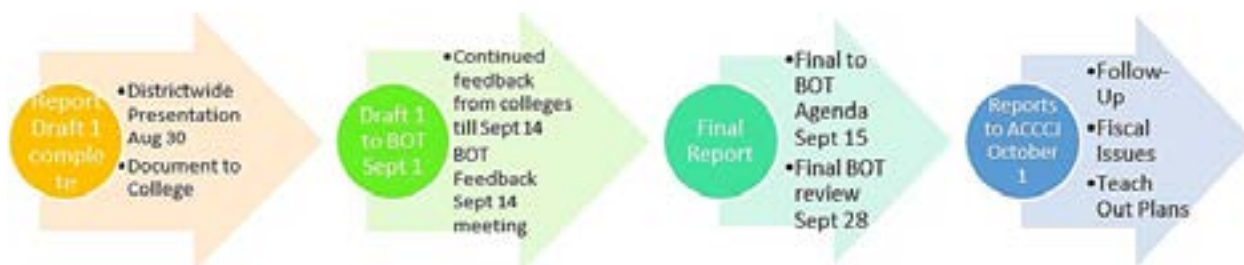 Report
Draft 1
comple
te
•Districtwide
Presentation
Aug 30
•Document to
College
Draft 1
to BOT
Sept 1
•Continued
feedback
from colleges
till Sept 14
•BOT
Feedback
Sept 14
meeting
Final
Report
•Final to
BOT
Agenda
Sept 15
•Final BOT
review
Sept 28
Reports
to ACCCJ
October
1
•Follow-
Up
•Fiscal
Issues
•Teach
Out Plans